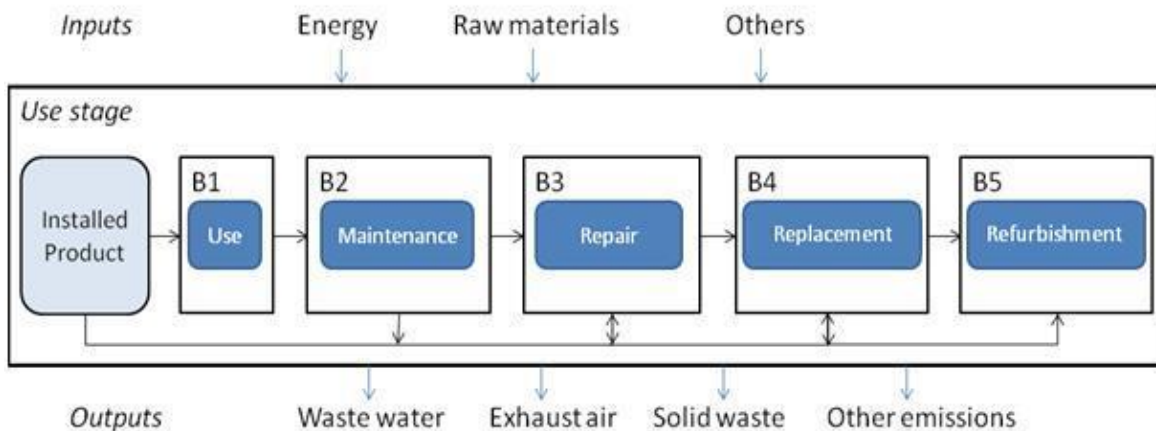 Inputs Energy Raw materials Others
Use stage
B1 B2 B3 B4 B5
Installed
Product
Use Maintenance Repair Replacement Refurbishment
Outputs Waste water Exhaust air Solid waste Other emissions